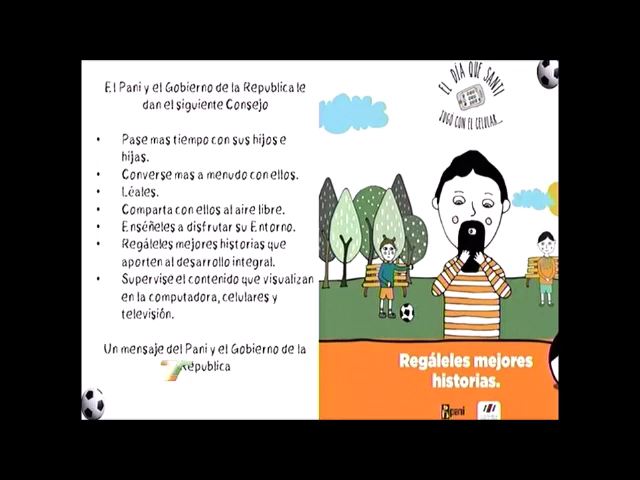 El Pani y el Gobierno de la Republica le
dan el siguiente Consejo
• Pase mas tiempo con sus hijos e
hijas.
• Converse mas a menudo con ellos.
• Léales.
• Comparta con ellos al aire libre.
• Enséñeles a disfrutar su Entorno.
• Regáleles mejores historias que
aporten al desarrollo integral.
• Supervise el contenido que visualizan
en la computadora, celulares y
televisión.
Un mensaje del Pani y el Gobierno de la
República
7
EL DÍA QUE SANTI
JUGÓ CON EL CELULAR...
Regáleles mejores
historias.
pani